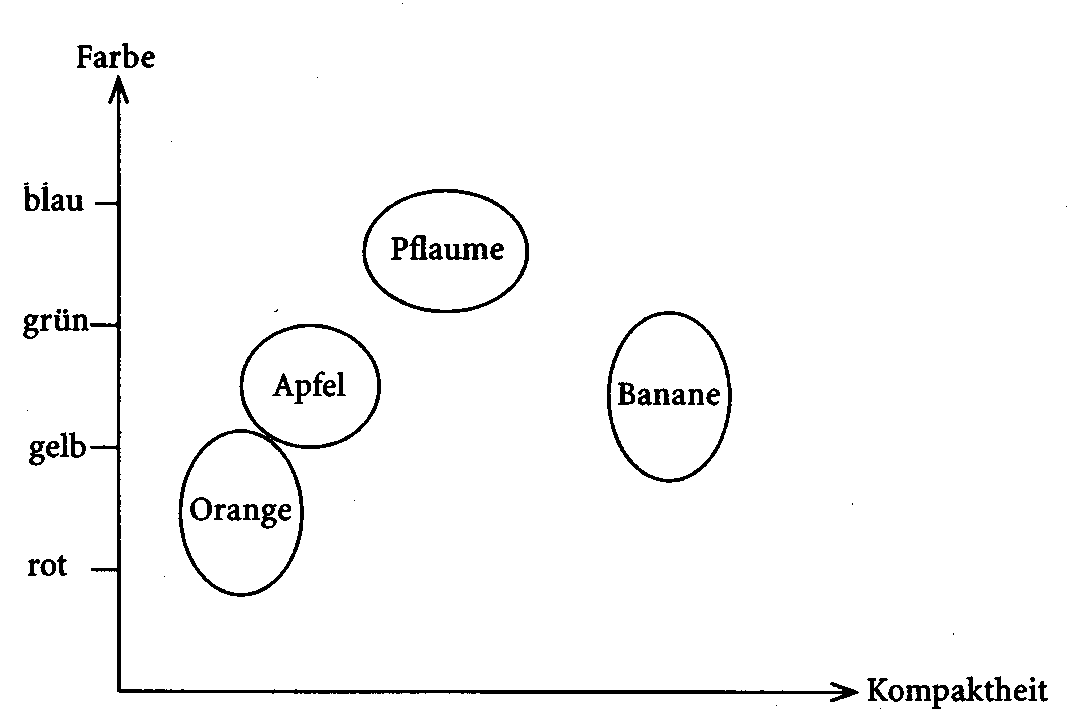 Farbe
blau
Pflaume
grün
Apfel
Banane
gelb
Orange
rot
Kompaktheit